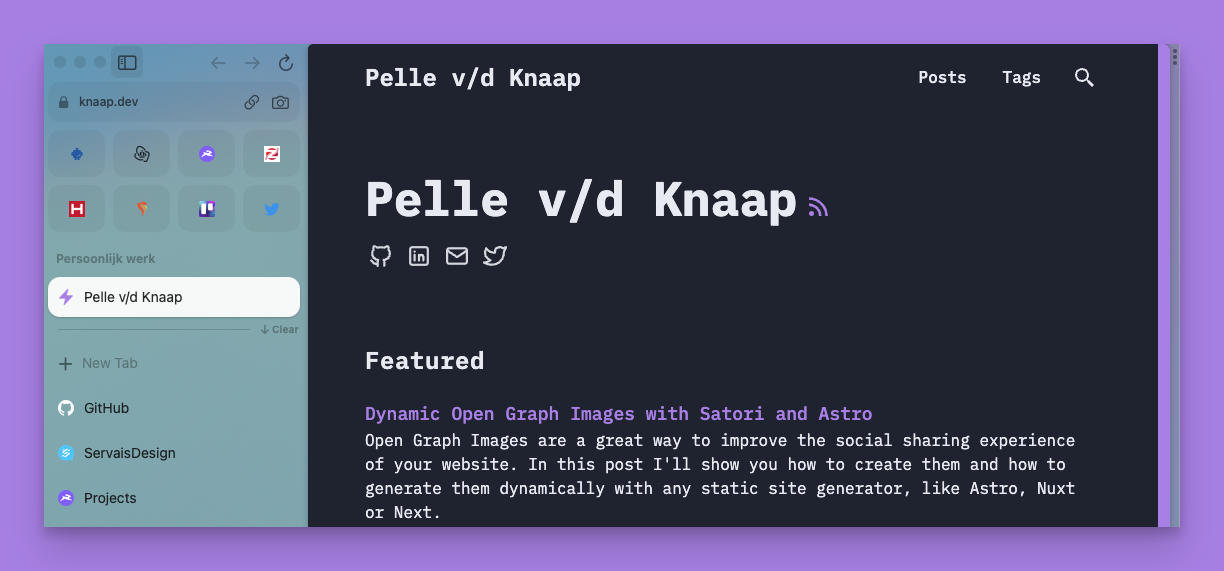 knaap.dev
Persoonlijk werk
Pelle v/d Knaap
Clear
New Tab
GitHub
ServaisDesign
Projects
Pelle v/d Knaap
Posts
Tags
Pelle v/d Knaap
Featured
Dynamic Open Graph Images with Satori and Astro
Open Graph Images are a great way to improve the social sharing experience
of your website. In this post I'll show you how to create them and how to
generate them dynamically with any static site generator, like Astro, Nuxt
or Next.